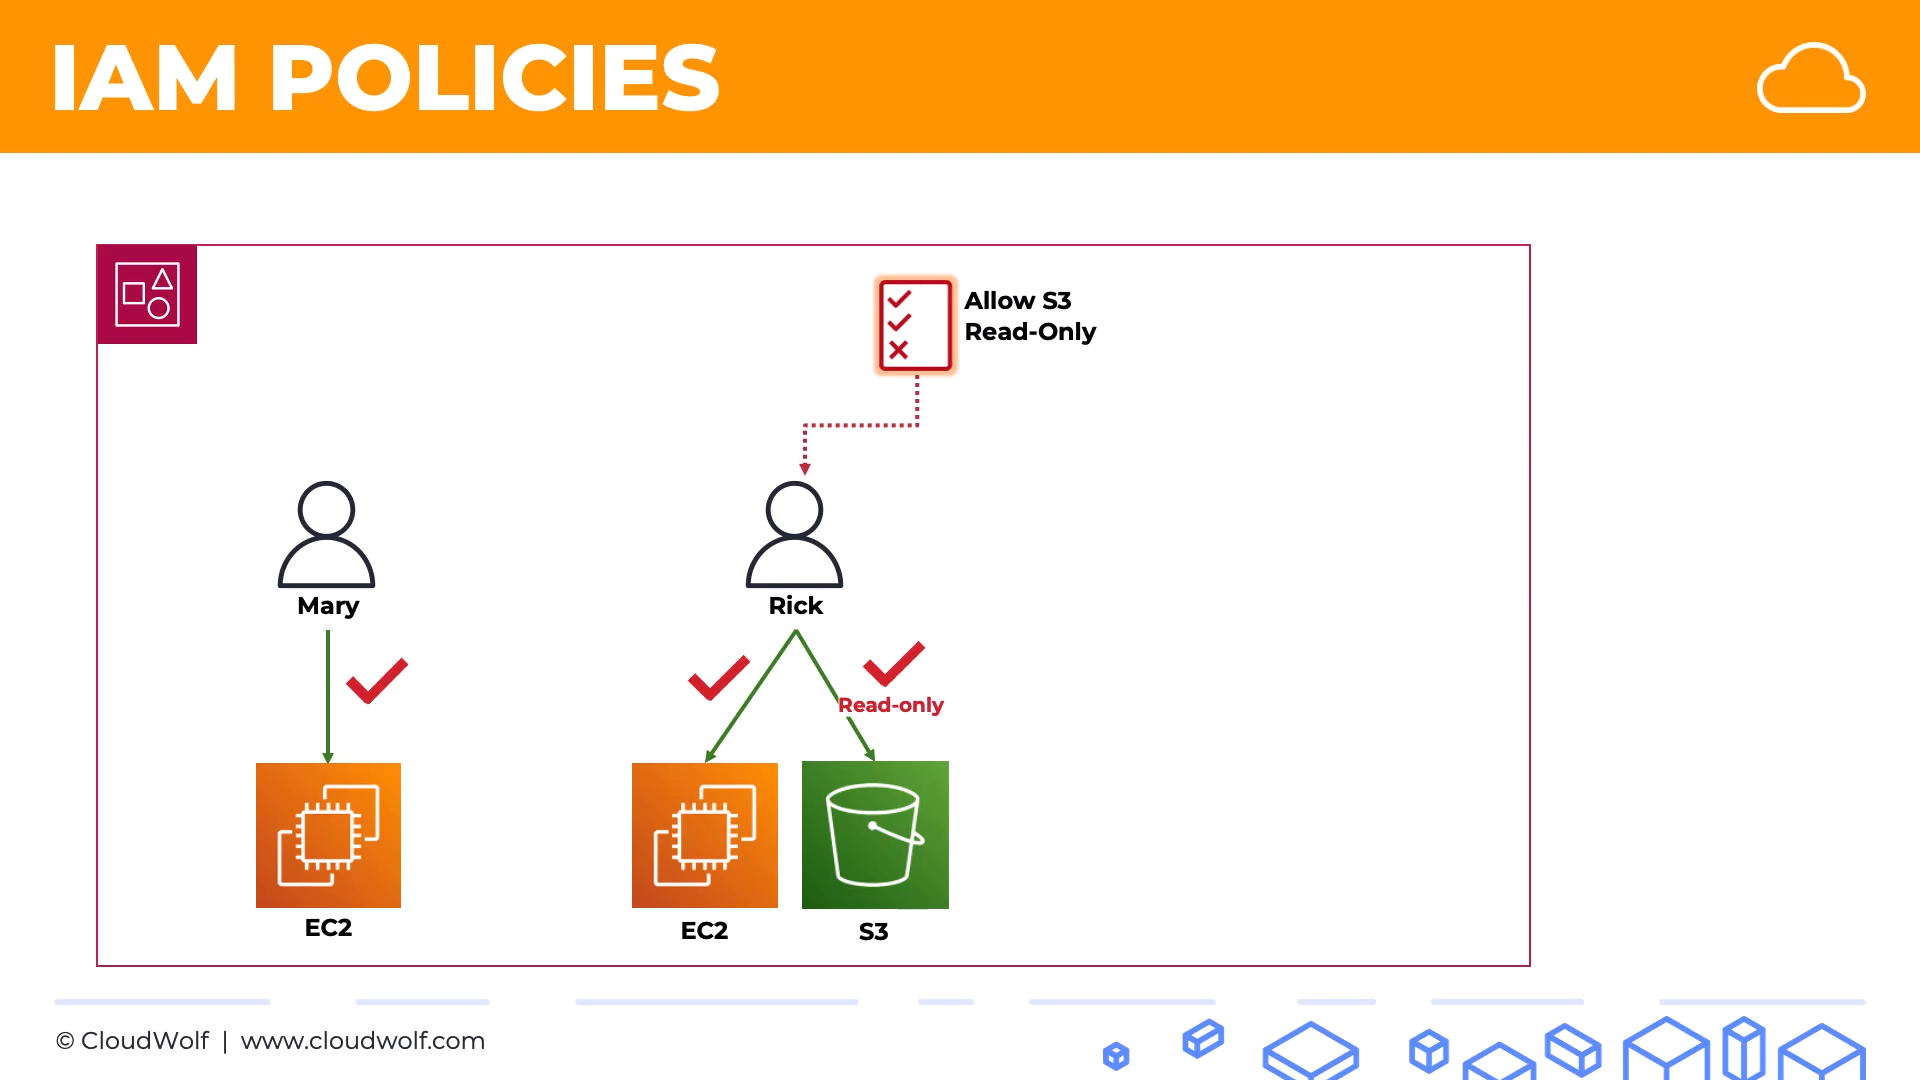 IAM POLICIES
Allow S3
Read-Only
Mary
Rick
Read-only
EC2
EC2
S3
© CloudWolf | www.cloudwolf.com